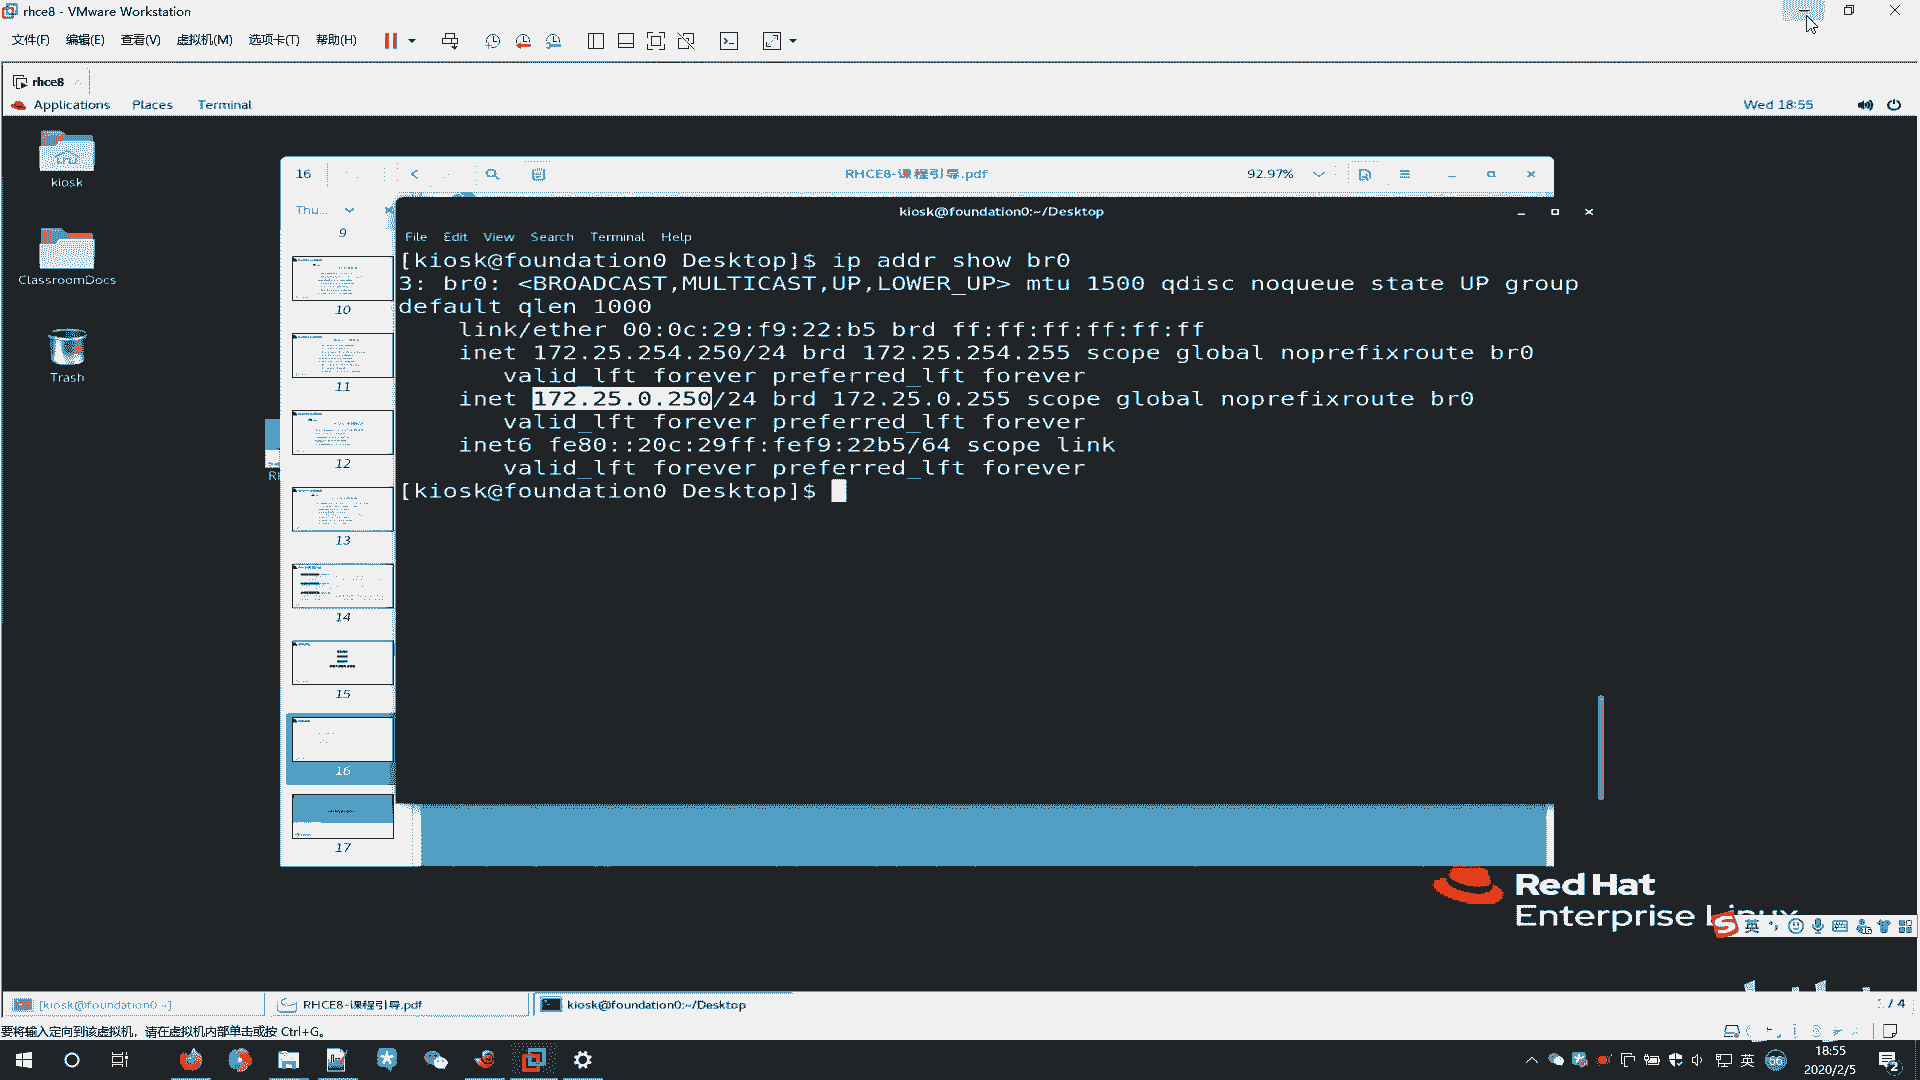 rhce8 - VMware Workstation
文件(F) 编辑(E) 查看(V) 虚拟机(M) 选项卡(T) 帮助(H)
rhce8
Applications Places Terminal Wed 18:55
kiosk
ClassroomDocs
Trash
16 RHCE8-课程引导.pdf 92.97%
Thu...
9
10
11
12
13
14
15
16
17
kiosk@foundation0:~/Desktop
File Edit View Search Terminal Help
[kiosk@foundation0 Desktop]$ ip addr show br0
3: br0: <BROADCAST,MULTICAST,UP,LOWER_UP> mtu 1500 qdisc noqueue state UP group
default qlen 1000
link/ether 00:0c:29:f9:22:b5 brd ff:ff:ff:ff:ff:ff
inet 172.25.254.250/24 brd 172.25.254.255 scope global noprefixroute br0
valid_lft forever preferred_lft forever
inet 172.25.0.250/24 brd 172.25.0.255 scope global noprefixroute br0
valid_lft forever preferred_lft forever
inet6 fe80::20c:29ff:fef9:22b5/64 scope link
valid_lft forever preferred_lft forever
[kiosk@foundation0 Desktop]$
Red Hat
Enterprise Linux
英
[kiosk@foundation0:~] RHCE8-课程引导.pdf kiosk@foundation0:~/Desktop 1 / 4
要将输入定向到该虚拟机，请在虚拟机内部单击或按 Ctrl+G。
英 66 18:55
2020/2/5 2